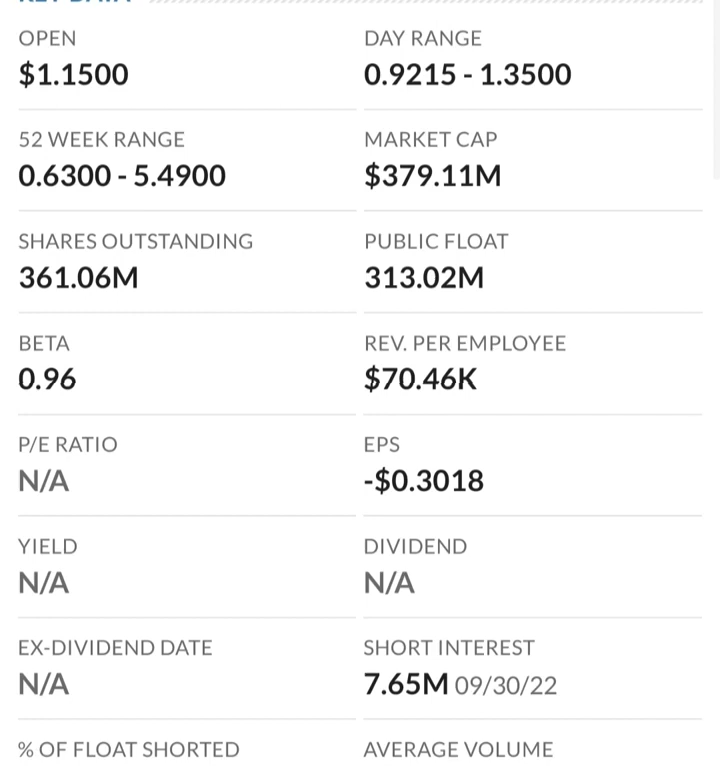 OPEN
$1.1500
DAY RANGE
0.9215 - 1.3500
52 WEEK RANGE
0.6300 - 5.4900
MARKET CAP
$379.11M
SHARES OUTSTANDING
361.06M
PUBLIC FLOAT
313.02M
BETA
0.96
REV. PER EMPLOYEE
$70.46K
P/E RATIO
N/A
EPS
-$0.3018
YIELD
N/A
DIVIDEND
N/A
EX-DIVIDEND DATE
N/A
SHORT INTEREST
7.65M 09/30/22
% OF FLOAT SHORTED
AVERAGE VOLUME